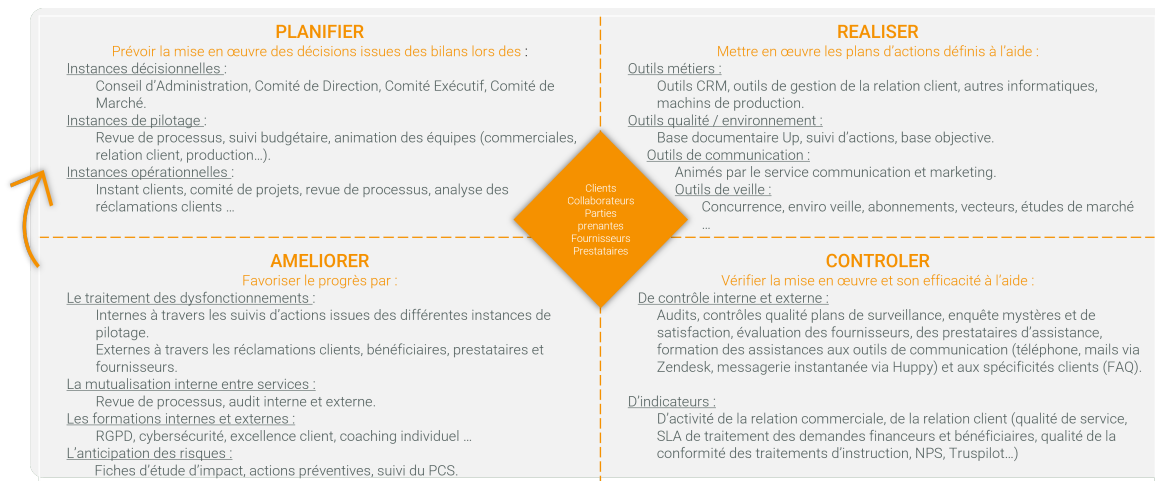 PLANIFIER
Prévoir la mise en œuvre des décisions issues des bilans lors des :
Instances décisionnelles :
Conseil d'Administration, Comité de Direction, Comité Exécutif, Comité de
Marché.
Instances de pilotage :
Revue de processus, suivi budgétaire, animation des équipes (commerciales,
relation client, production…).
Instances opérationnelles :
Instant clients, comité de projets, revue de processus, analyse des
réclamations clients …
REALISER
Mettre en œuvre les plans d'actions définis à l'aide :
Outils métiers :
Outils CRM, outils de gestion de la relation client, autres informatiques,
machins de production.
Outils qualité / environnement :
Base documentaire Up, suivi d'actions, base objective.
Outils de communication :
Animés par le service communication et marketing.
Outils de veille :
Concurrence, enviro veille, abonnements, vecteurs, études de marché
…
Clients
Collaborateurs
Parties
prenantes
Fournisseurs
Prestataires
AMELIORER
Favoriser le progrès par :
Le traitement des dysfonctionnements :
Internes à travers les suivis d'actions issues des différentes instances de
pilotage.
Externes à travers les réclamations clients, bénéficiaires, prestataires et
fournisseurs.
La mutualisation interne entre services :
Revue de processus, audit interne et externe.
Les formations internes et externes :
RGPD, cybersécurité, excellence client, coaching individuel …
L'anticipation des risques :
Fiches d'étude d'impact, actions préventives, suivi du PCS.
CONTROLER
Vérifier la mise en œuvre et son efficacité à l'aide :
De contrôle interne et externe :
Audits, contrôles qualité plans de surveillance, enquête mystères et de
satisfaction, évaluation des fournisseurs, des prestataires d'assistance,
formation des assistances aux outils de communication (téléphone, mails via
Zendesk, messagerie instantanée via Huppy) et aux spécificités clients (FAQ).
D'indicateurs :
D'activité de la relation commerciale, de la relation client (qualité de service,
SLA de traitement des demandes financeurs et bénéficiaires, qualité de la
conformité des traitements d'instruction, NPS, Truspilot…)